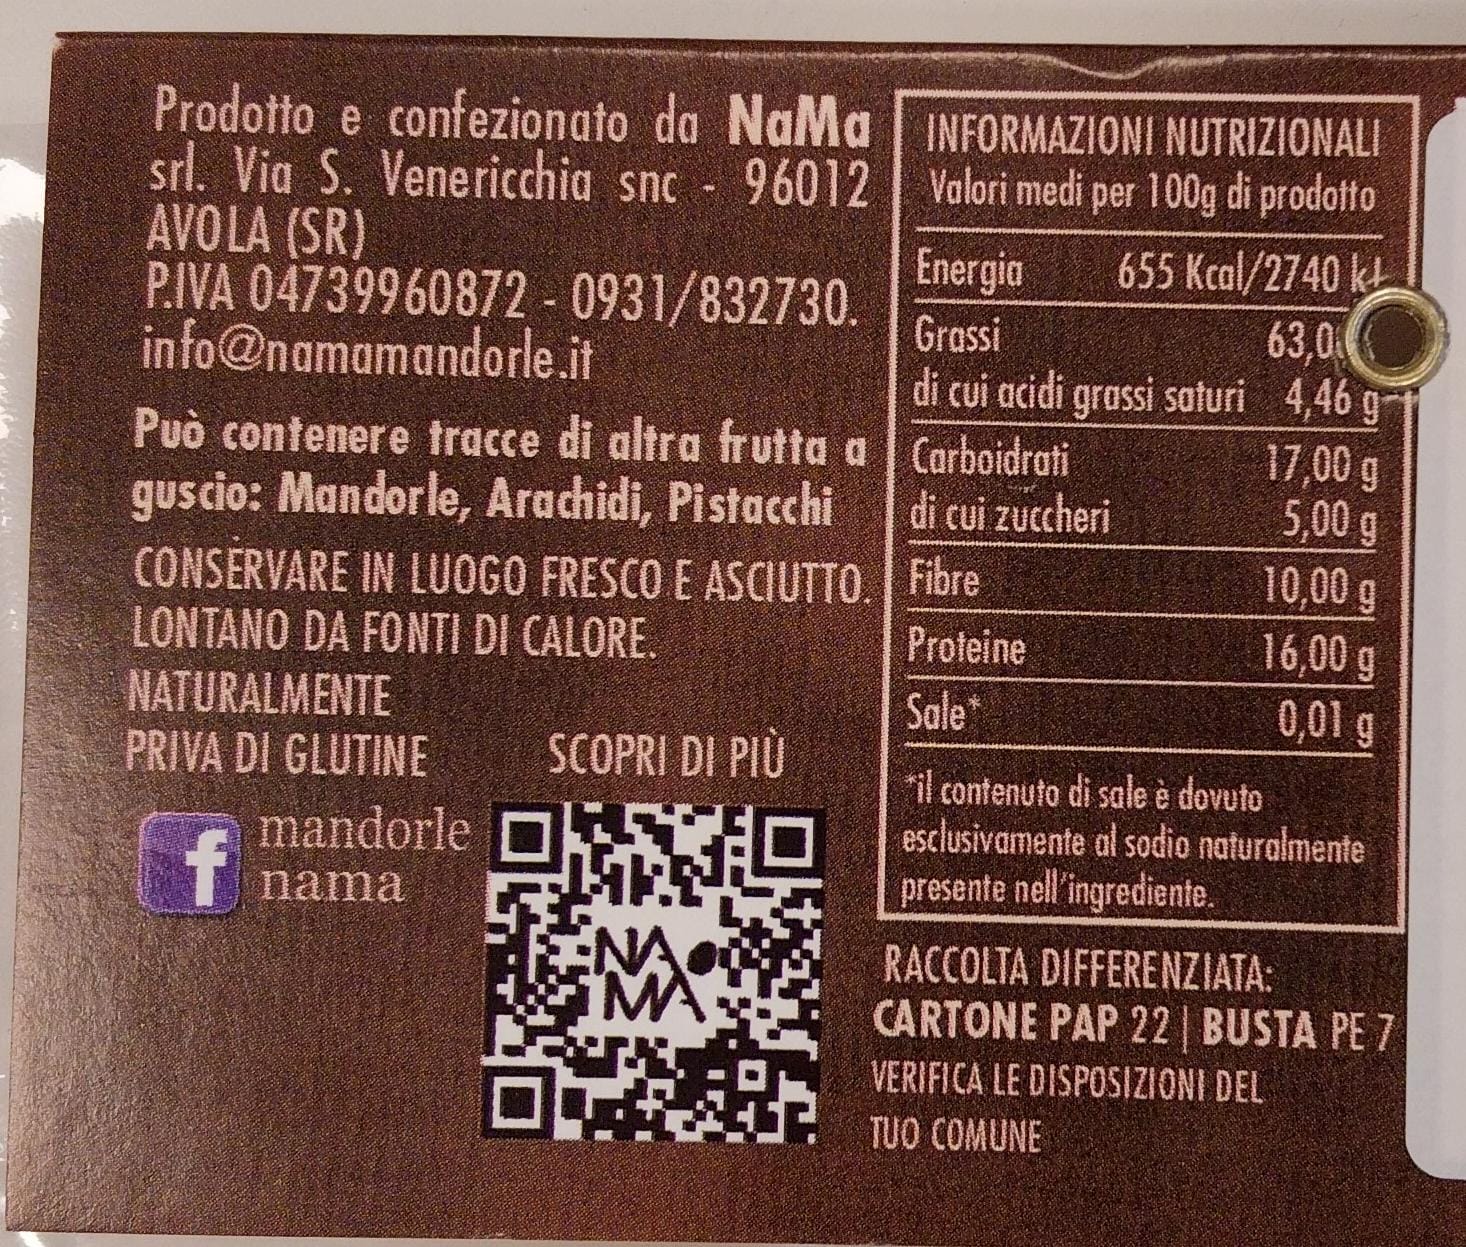 Prodotto e confezionato da NaMa
srl. Via S. Venericchia snc - 96012
AVOLA (SR)
P.IVA 04739960872 - 0931/832730.
info@namamandorle.it
Può contenere tracce di altra frutta a
guscio: Mandorle, Arachidi, Pistacchi
CONSERVARE IN LUOGO FRESCO E ASCIUTTO.
LONTANO DA FONTI DI CALORE.
NATURALMENTE
PRIVA DI GLUTINE
SCOPRI DI PIÙ
f mandorle
nama
NA
MA
INFORMAZIONI NUTRIZIONALI
Valori medi per 100g di prodotto
Energia 655 Kcal/2740 kJ
Grassi 63,0
di cui acidi grassi saturi 4,46 g
Carboidrati 17,00 g
di cui zuccheri 5,00 g
Fibre 10,00 g
Proteine 16,00 g
Sale* 0,01 g
*il contenuto di sale è dovuto
esclusivamente al sodio naturalmente
presente nell'ingrediente.
RACCOLTA DIFFERENZIATA:
CARTONE PAP 22 | BUSTA PE 7
VERIFICA LE DISPOSIZIONI DEL
TUO COMUNE